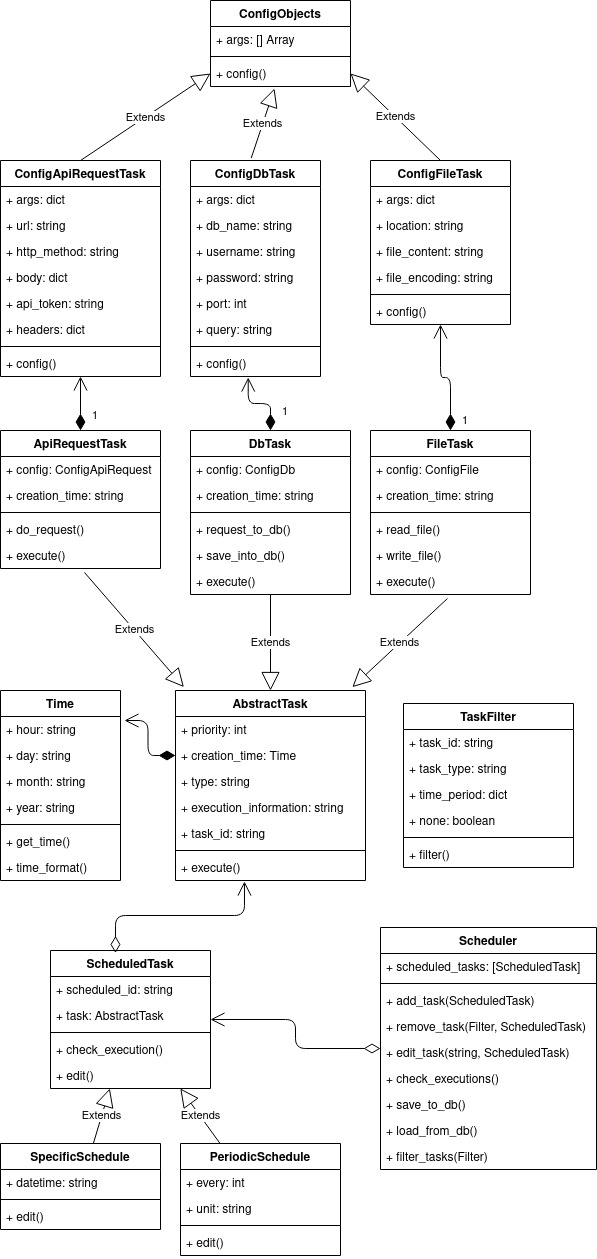 ConfigObjects
+ args: [] Array
+ config()
Extends
Extends
Extends
ConfigApiRequestTask
+ args: dict
+ url: string
+ http_method: string
+ body: dict
+ api_token: string
+ headers: dict
+ config()
ConfigDbTask
+ args: dict
+ db_name: string
+ username: string
+ password: string
+ port: int
+ query: string
+ config()
ConfigFileTask
+ args: dict
+ location: string
+ file_content: string
+ file_encoding: string
+ config()
1
1
1
ApiRequestTask
+ config: ConfigApiRequest
+ creation_time: string
+ do_request()
+ execute()
DbTask
+ config: ConfigDb
+ creation_time: string
+ request_to_db()
+ save_into_db()
+ execute()
FileTask
+ config: ConfigFile
+ creation_time: string
+ read_file()
+ write_file()
+ execute()
Extends
Extends
Extends
Time
+ hour: string
+ day: string
+ month: string
+ year: string
+ get_time()
+ time_format()
AbstractTask
+ priority: int
+ creation_time: Time
+ type: string
+ execution_information: string
+ task_id: string
+ execute()
TaskFilter
+ task_id: string
+ task_type: string
+ time_period: dict
+ none: boolean
+ filter()
ScheduledTask
+ scheduled_id: string
+ task: AbstractTask
+ check_execution()
+ edit()
Scheduler
+ scheduled_tasks: [ScheduledTask]
+ add_task(ScheduledTask)
+ remove_task(Filter, ScheduledTask)
+ edit_task(string, ScheduledTask)
+ check_executions()
+ save_to_db()
+ load_from_db()
+ filter_tasks(Filter)
Extends
Extends
SpecificSchedule
+ datetime: string
+ edit()
PeriodicSchedule
+ every: int
+ unit: string
+ edit()